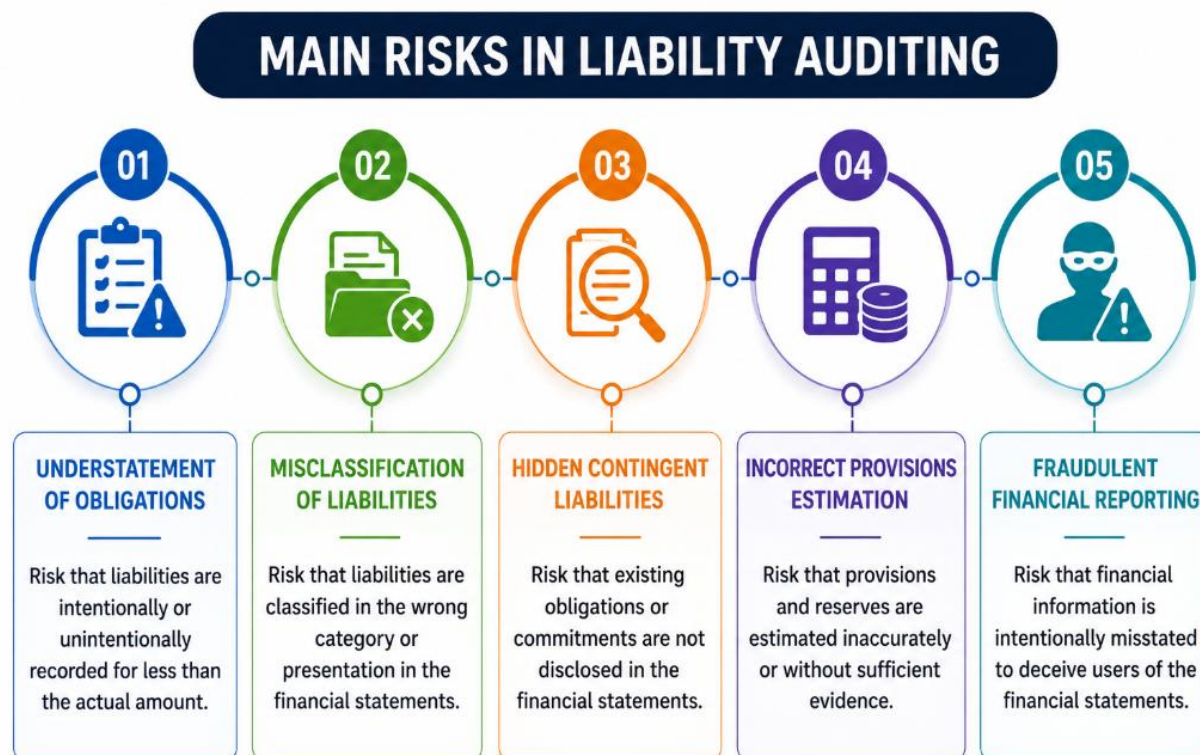 MAIN RISKS IN LIABILITY AUDITING
01
02
03
04
05
UNDERSTATEMENT
OF OBLIGATIONS
Risk that liabilities are
intentionally or
unintentionally
recorded for less than
the actual amount.
MISCLASSIFICATION
OF LIABILITIES
Risk that liabilities are
classified in the wrong
category or
presentation in the
financial statements.
HIDDEN CONTINGENT
LIABILITIES
Risk that existing
obligations or
commitments are not
disclosed in the
financial statements.
INCORRECT PROVISIONS
ESTIMATION
Risk that provisions
and reserves are
estimated inaccurately
or without sufficient
evidence.
FRAUDULENT
FINANCIAL REPORTING
Risk that financial
information is
intentionally misstated
to deceive users of the
financial statements.